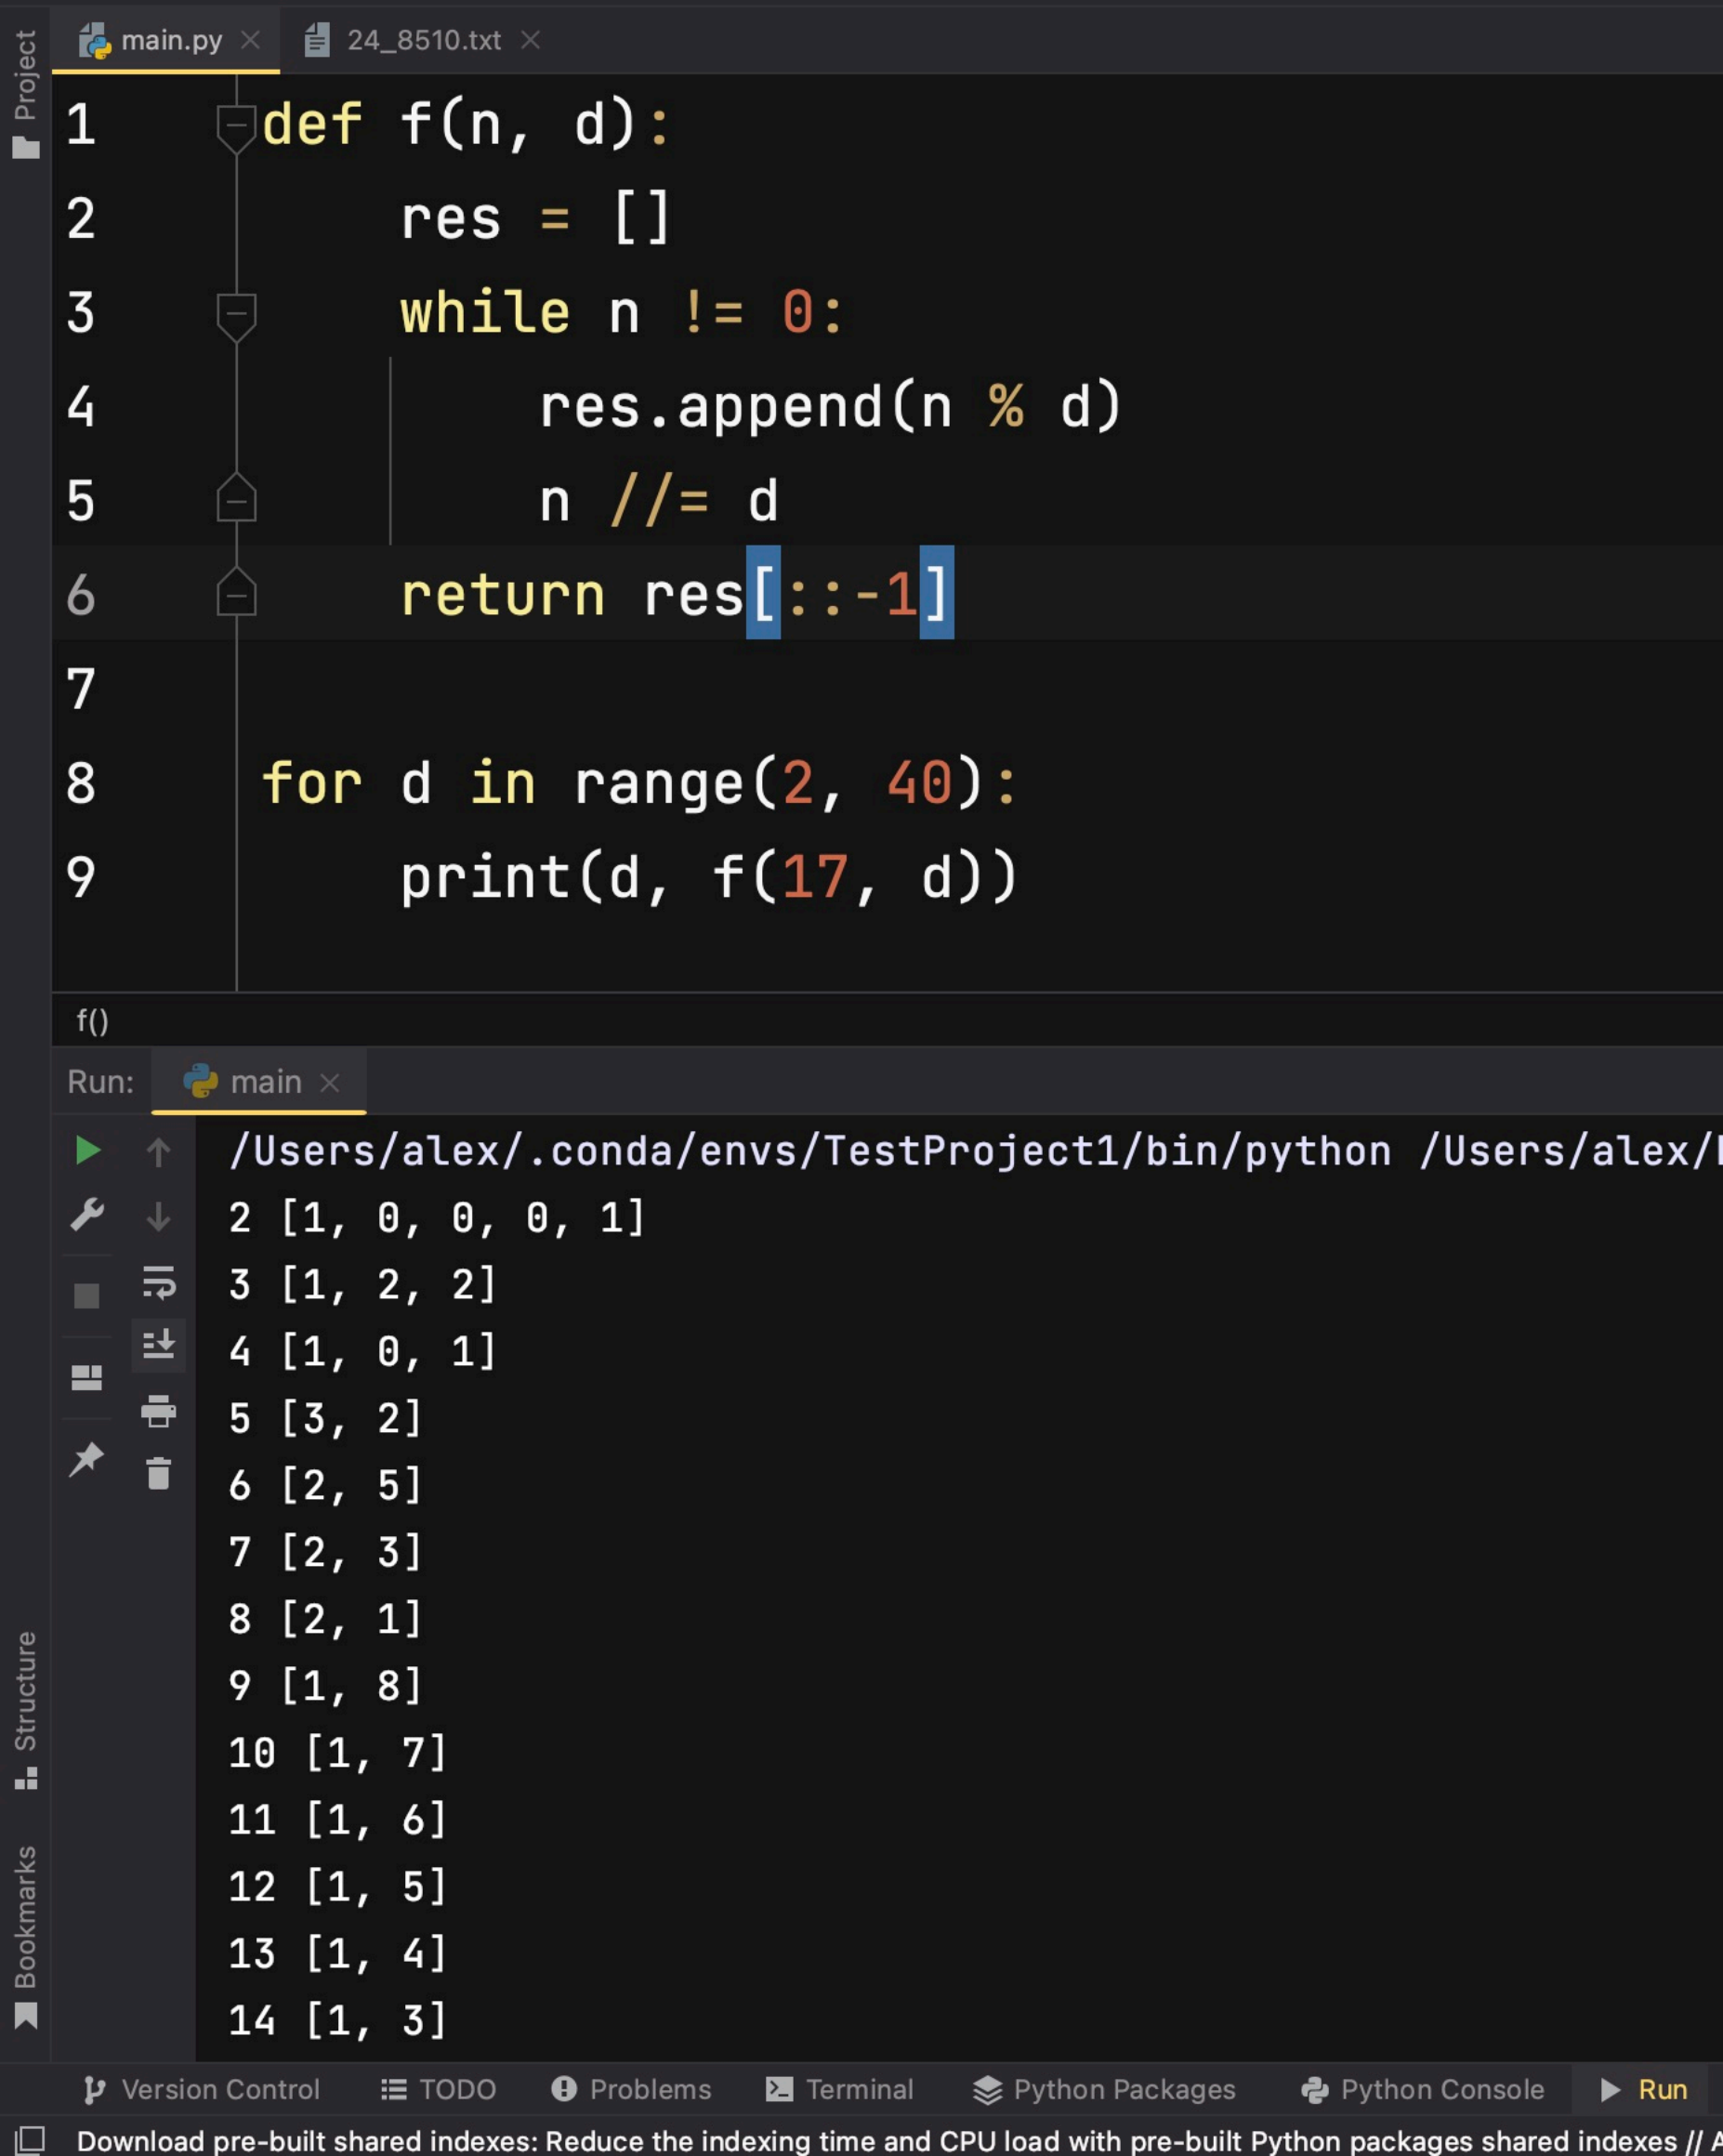 Project
main.py
24_8510.txt
1 def f(n, d):
2 res = []
3 while n != 0:
4 res.append(n % d)
5 n //= d
6 return res[::-1]
7
8 for d in range(2, 40):
9 print(d, f(17, d))
f()
Run: main
/Users/alex/.conda/envs/TestProject1/bin/python /Users/alex/
2 [1, 0, 0, 0, 1]
3 [1, 2, 2]
4 [1, 0, 1]
5 [3, 2]
6 [2, 5]
7 [2, 3]
8 [2, 1]
9 [1, 8]
10 [1, 7]
11 [1, 6]
12 [1, 5]
13 [1, 4]
14 [1, 3]
Structure
Bookmarks
Version Control TODO Problems Terminal Python Packages Python Console Run
Download pre-built shared indexes: Reduce the indexing time and CPU load with pre-built Python packages shared indexes //